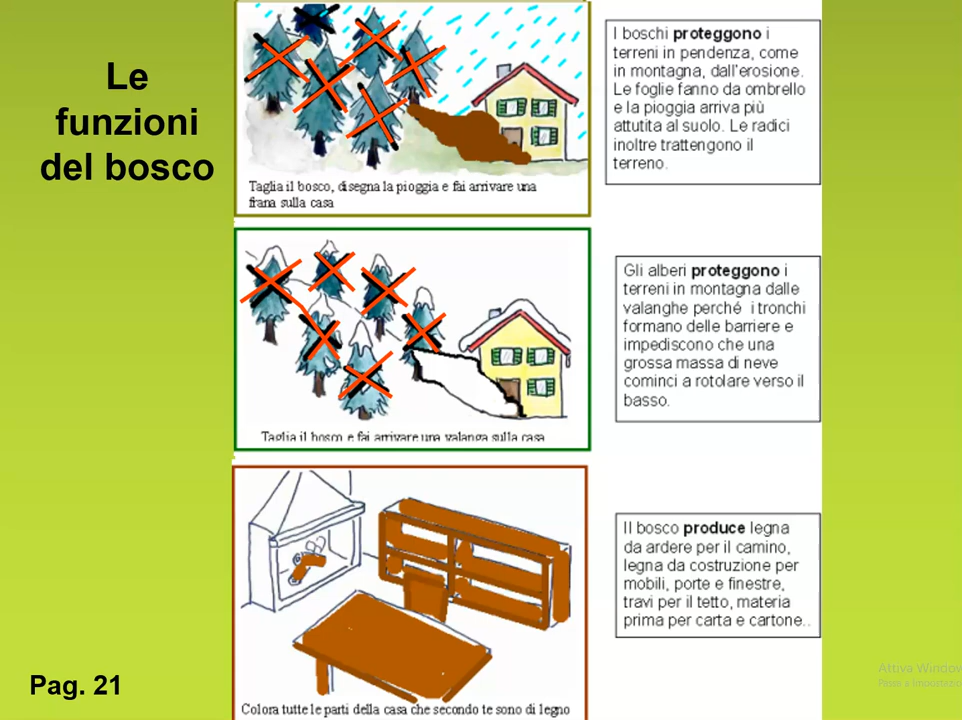 Le
funzioni
del bosco
Taglia il bosco, disegna la pioggia e fai arrivare una
frana sulla casa
I boschi proteggono i
terreni in pendenza, come
in montagna, dall'erosione.
Le foglie fanno da ombrello
e la pioggia arriva più
attutita al suolo. Le radici
inoltre trattengono il
terreno.
Taglia il bosco e fai arrivare una valanga sulla casa
Gli alberi proteggono i
terreni in montagna dalle
valanghe perché i tronchi
formano delle barriere e
impediscono che una
grossa massa di neve
cominci a rotolare verso il
basso.
Il bosco produce legna
da ardere per il camino,
legna da costruzione per
mobili, porte e finestre,
travi per il tetto, materia
prima per carta e cartone..
Colora tutte le parti della casa che secondo te sono di legno
Pag. 21
Attiva Window
Passa a Impostazio